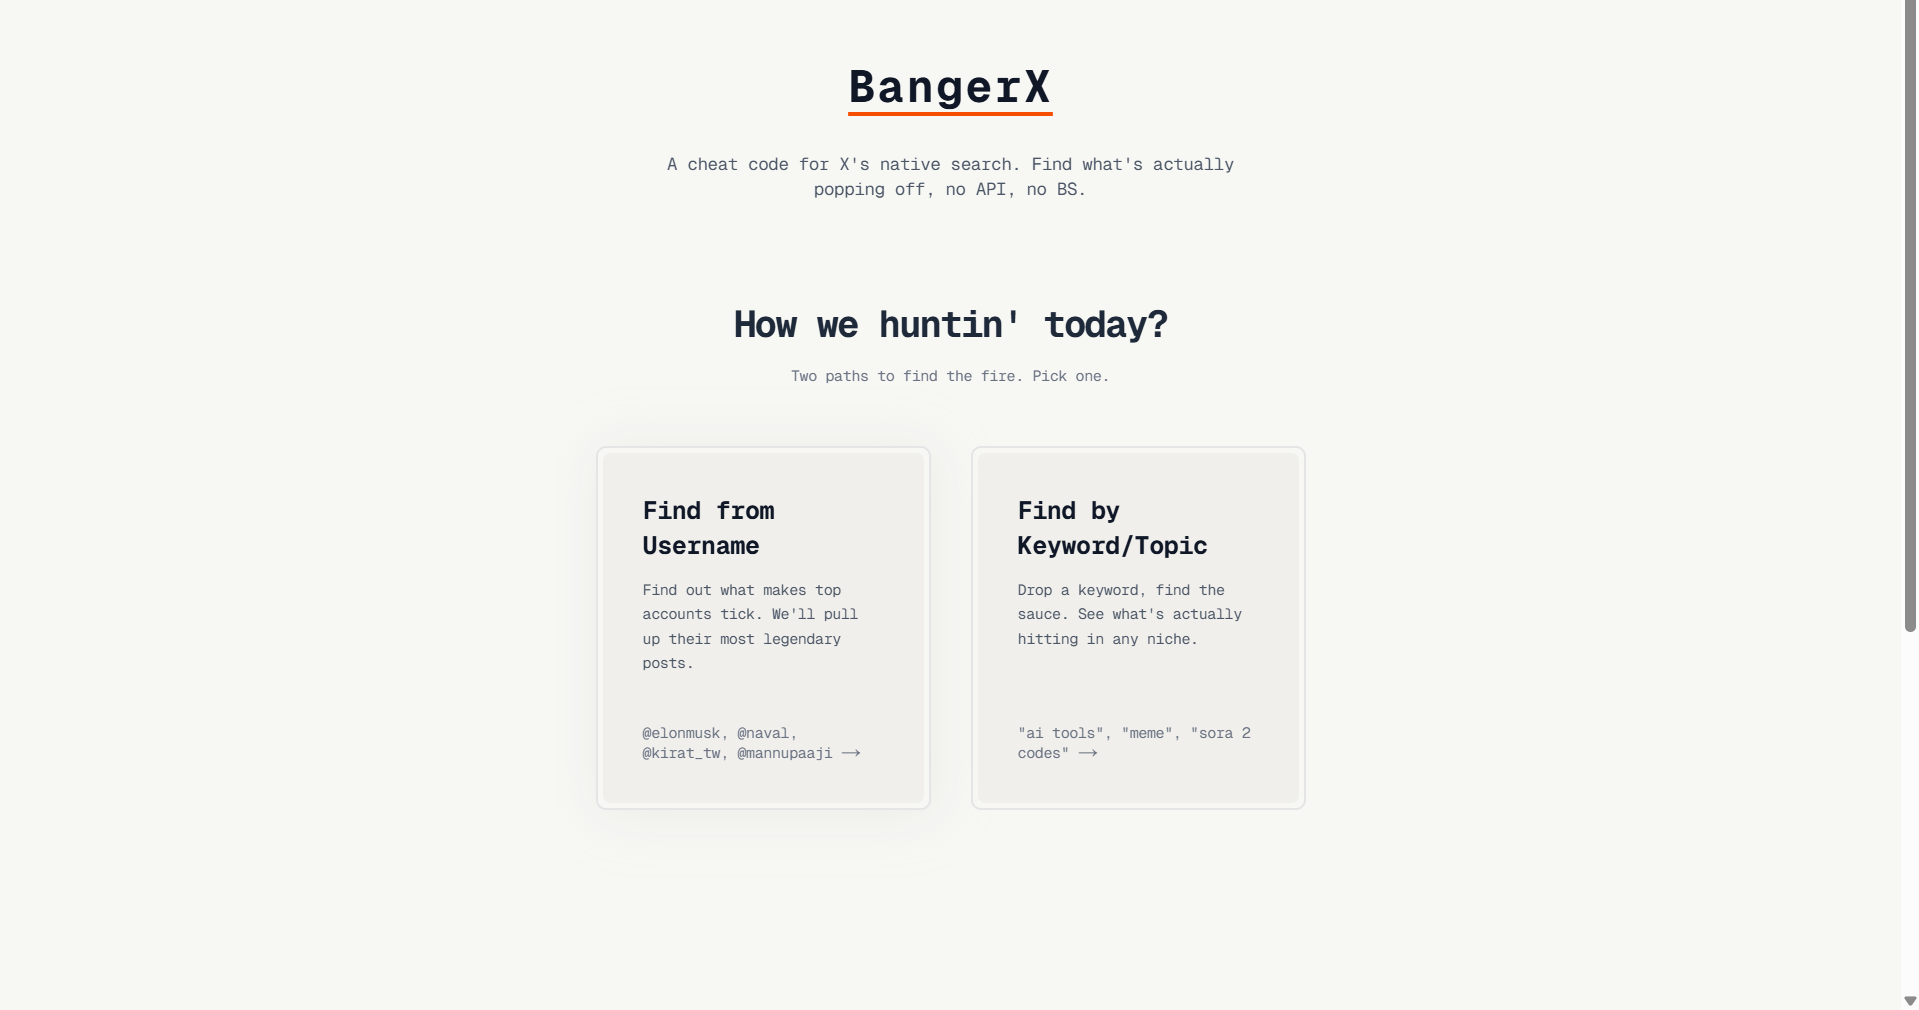 BangerX
A cheat code for X's native search. Find what's actually
popping off, no API, no BS.
How we huntin' today?
Two paths to find the fire. Pick one.
Find from
Username
Find out what makes top
accounts tick. We'll pull
up their most legendary
posts.
@elonmusk, @naval,
@kirat_tw, @mannupaaji →
Find by
Keyword/Topic
Drop a keyword, find the
sauce. See what's actually
hitting in any niche.
"ai tools", "meme", "sora 2
codes" →